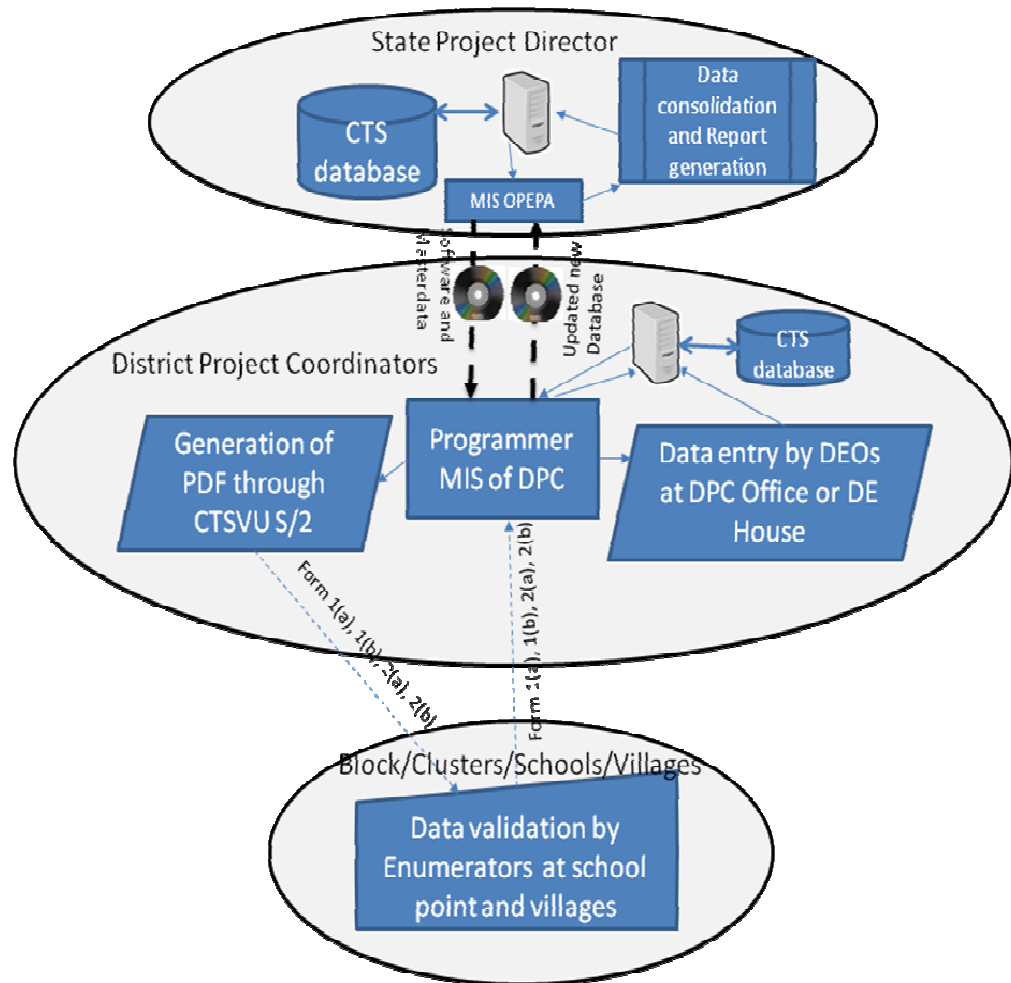 State Project Director
CTS
database
Data
consolidation
and Report
generation
MIS OPEPA
Software and
Masterdata
Updated new
Database
District Project Coordinators
CTS
database
Generation of
PDF through
CTSVU S/2
Programmer
MIS of DPC
Data entry by DEOs
at DPC Office or DE
House
Form 1(a), 1(b), 2(a), 2(b)
Form 1(a), 1(b), 2(a), 2(b)
Block/Clusters/Schools/Villages
Data validation by
Enumerators at school
point and villages